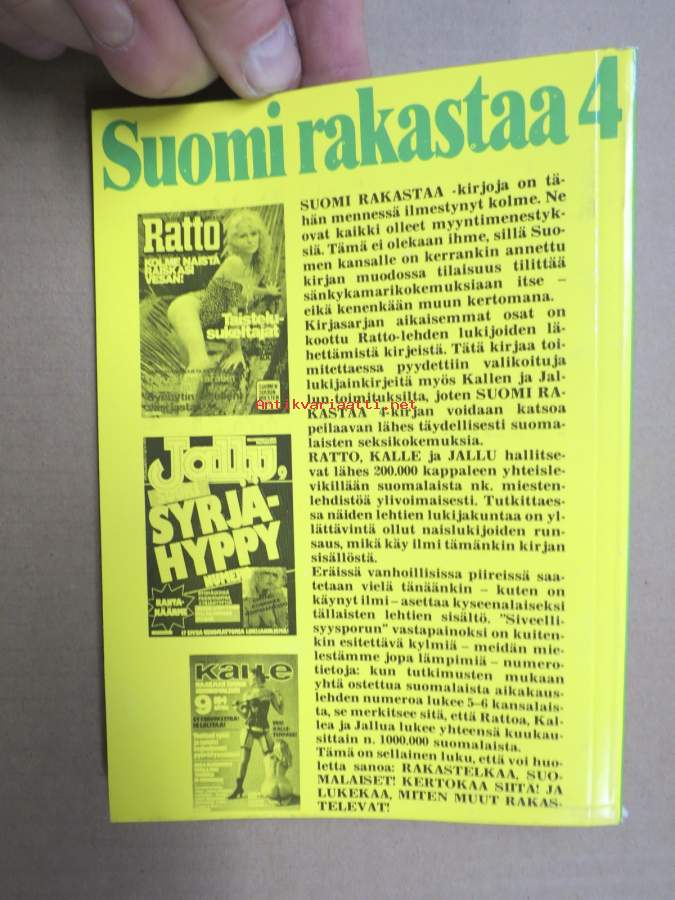 Suomi rakastaa 4
SUOMI RAKASTAA -kirjoja on tä-
hän mennessä ilmestynyt kolme. Ne
ovat kaikki olleet myyntimenestyk-
siä. Tämä ei olekaan ihme, sillä Suo-
men kansalle on kerrankin annettu
kirjan muodossa tilaisuus tilittää
sänkykamarikokemuksiaan itse –
eikä kenenkään muun kertomana.
Kirjasarjan aikaisemmat osat on
koottu Ratto-lehden lukijoiden lä-
hettämistä kirjeistä. Tätä kirjaa toi-
mitettaessa pyydettiin valikoituja
lukijainkirjeitä myös Kallen ja Jal-
lun toimituksilta, joten SUOMI RA-
KASTAA 4-kirjan voidaan katsoa
peilaavan lähes täydellisesti suoma-
laisten seksikokemuksia.
RATTO, KALLE ja JALLU hallitse-
vat lähes 200.000 kappaleen yhteisle-
vikillään suomalaista nk. miesten-
lehdistöä ylivoimaisesti. Tutkittaes-
sa näiden lehtien lukijakuntaa on yl-
lättävintä ollut naislukijoiden run-
saus, mikä käy ilmi tämänkin kirjan
sisällöstä.
Eräissä vanhoillisissa piireissä saa-
tetaan vielä tänäänkin – kuten on
käynyt ilmi – asettaa kyseenalaiseksi
tällaisten lehtien sisältö. "Siveelli-
syysporun" vastapainoksi on kuiten-
kin esitettävä kylmiä – meidän mie-
lestämme jopa lämpimiä – numero-
tietoja: kun tutkimusten mukaan
yhtä ostettua suomalaista aikakaus-
lehden numeroa lukee 5–6 kansalais-
ta, se merkitsee sitä, että Rattoa, Kal-
lea ja Jallua lukee yhteensä kuukau-
sittain n. 1000.000 suomalaista.
Tämä on sellainen luku, että voi huo-
letta sanoa: RAKASTELKAA, SUO-
MALAISET! KERTOKAA SIITÄ! JA
LUKEKAA, MITEN MUUT RAKAS-
TELEVAT!
Ratto
KOLME NAISTA
Taistelu-
sukeltajat
Jallu
9
SYRJÄ-
HYPPY
NUMERO
RANTA-
Kalle
9
Antikvariaatti.net